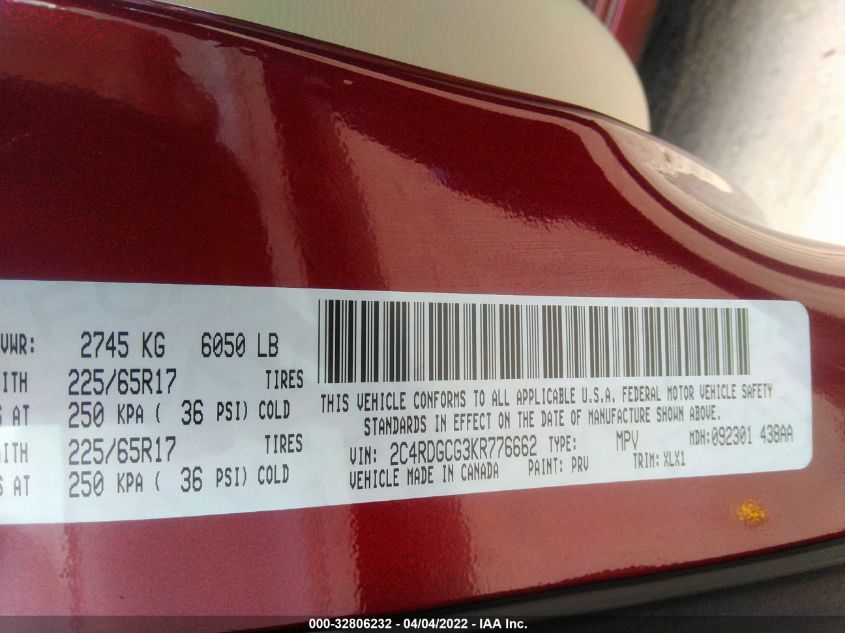 VWR: 2745 KG 6050 LB
ITH 225/65R17 TIRES
S AT 250 KPA ( 36 PSI) COLD
ITH 225/65R17 TIRES
S AT 250 KPA ( 36 PSI) COLD
THIS VEHICLE CONFORMS TO ALL APPLICABLE U.S.A. FEDERAL MOTOR VEHICLE SAFETY
STANDARDS IN EFFECT ON THE DATE OF MANUFACTURE SHOWN ABOVE.
VIN: 2C4RDGCG3KR776662 TYPE: MPV MDH:092301 438AA
VEHICLE MADE IN CANADA PAINT: PRV TRIM: XLX1
000-32806232 - 04/04/2022 - IAA Inc.